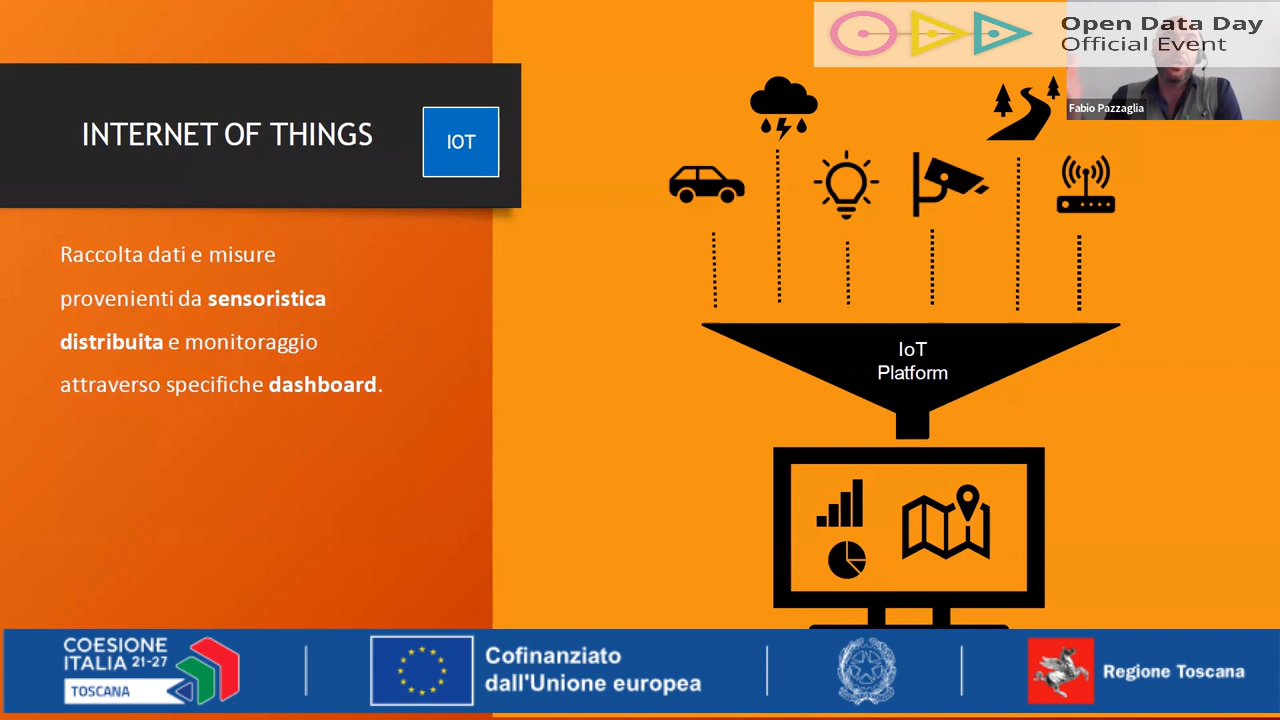 Open Data Day
Official Event
Fabio Pazzaglia
INTERNET OF THINGS
IOT
Raccolta dati e misure
provenienti da sensoristica
distribuita e monitoraggio
attraverso specifiche dashboard.
IoT
Platform
COESIONE
ITALIA 21-27
TOSCANA
Cofinanziato
dall'Unione europea
Regione Toscana